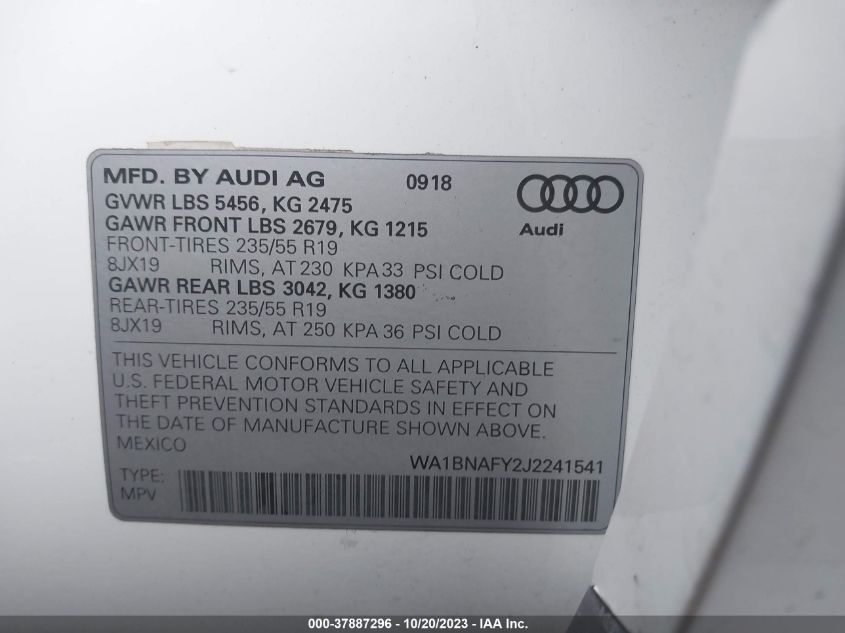 MFD. BY AUDI AG 0918
GVWR LBS 5456, KG 2475
GAWR FRONT LBS 2679, KG 1215
Audi
FRONT-TIRES 235/55 R19
8JX19 RIMS, AT 230 KPA 33 PSI COLD
GAWR REAR LBS 3042, KG 1380
REAR-TIRES 235/55 R19
8JX19 RIMS, AT 250 KPA 36 PSI COLD
THIS VEHICLE CONFORMS TO ALL APPLICABLE
U.S. FEDERAL MOTOR VEHICLE SAFETY AND
THEFT PREVENTION STANDARDS IN EFFECT ON
THE DATE OF MANUFACTURE SHOWN ABOVE.
MEXICO
WA1BNAFY2J2241541
TYPE:
MPV
000-37887296 - 10/20/2023 - IAA Inc.